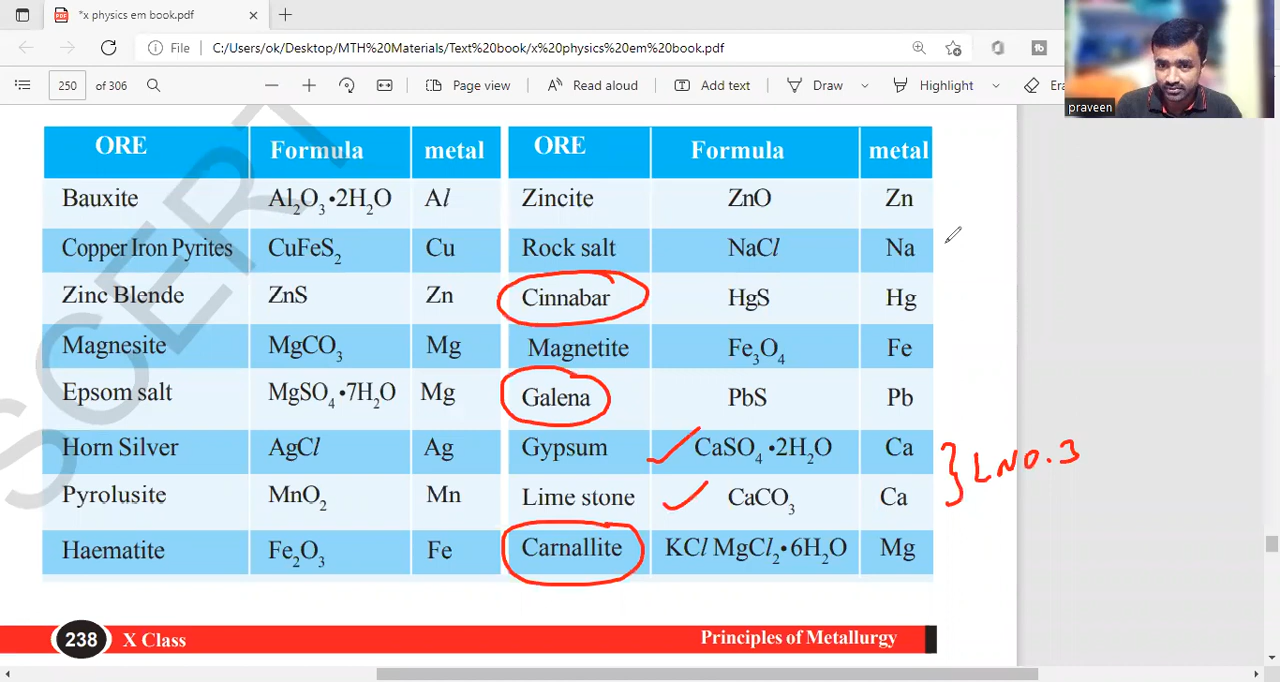 *x physics em book.pdf
File C:/Users/ok/Desktop/MTH%20Materials/Text%20book/x%20physics%20em%20book.pdf
250 of 306 Page view Read aloud Add text Draw Highlight Era
praveen
ORE Formula metal ORE Formula metal
Bauxite Al₂O₃•2H₂O Al Zincite ZnO Zn
Copper Iron Pyrites CuFeS₂ Cu Rock salt NaCl Na
Zinc Blende ZnS Zn Cinnabar HgS Hg
Magnesite MgCO₃ Mg Magnetite Fe₃O₄ Fe
Epsom salt MgSO₄•7H₂O Mg Galena PbS Pb
Horn Silver AgCl Ag Gypsum CaSO₄•2H₂O Ca
L NO. 3
Pyrolusite MnO₂ Mn Lime stone CaCO₃ Ca
Haematite Fe₂O₃ Fe Carnallite KCl MgCl₂•6H₂O Mg
SCERT
238 X Class Principles of Metallurgy